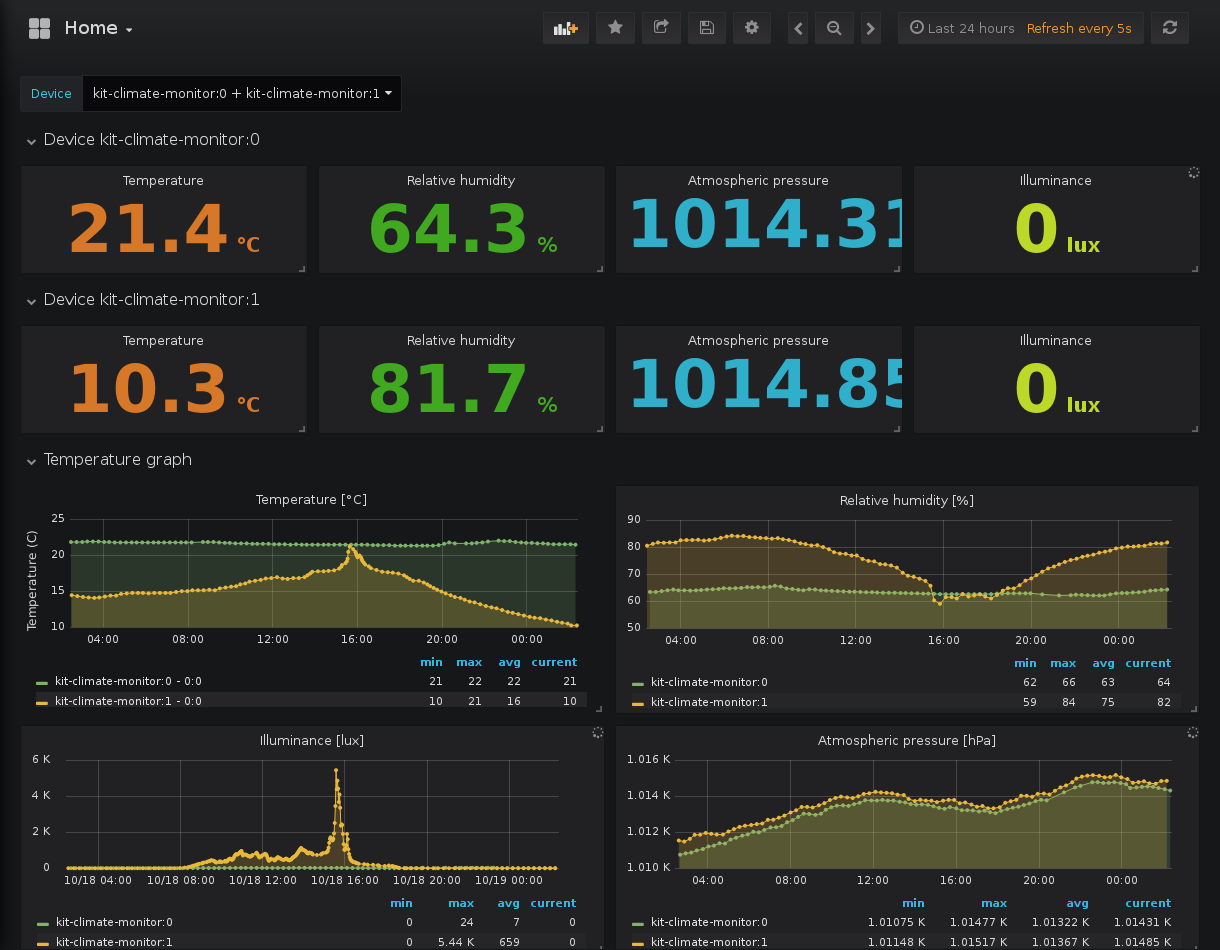 Home
Last 24 hours Refresh every 5s
Device kit-climate-monitor:0 + kit-climate-monitor:1
Device kit-climate-monitor:0
Temperature Relative humidity Atmospheric pressure Illuminance
21.4 °C 64.3 % 1014.31 0 lux
Device kit-climate-monitor:1
Temperature Relative humidity Atmospheric pressure Illuminance
10.3 °C 81.7 % 1014.85 0 lux
Temperature graph
Temperature [°C]
Temperature (C)
25
20
15
10
04:00 08:00 12:00 16:00 20:00 00:00
min max avg current
kit-climate-monitor:0 - 0:0 21 22 22 21
kit-climate-monitor:1 - 0:0 10 21 16 10
Relative humidity [%]
90
80
70
60
50
04:00 08:00 12:00 16:00 20:00 00:00
min max avg current
kit-climate-monitor:0 62 66 63 64
kit-climate-monitor:1 59 84 75 82
Illuminance [lux]
6 K
4 K
2 K
0
10/18 04:00 10/18 08:00 10/18 12:00 10/18 16:00 10/18 20:00 10/19 00:00
min max avg current
kit-climate-monitor:0 0 24 7 0
kit-climate-monitor:1 0 5.44 K 659 0
Atmospheric pressure [hPa]
1.016 K
1.014 K
1.012 K
1.010 K
04:00 08:00 12:00 16:00 20:00 00:00
min max avg current
kit-climate-monitor:0 1.01075 K 1.01477 K 1.01322 K 1.01431 K
kit-climate-monitor:1 1.01148 K 1.01517 K 1.01367 K 1.01485 K